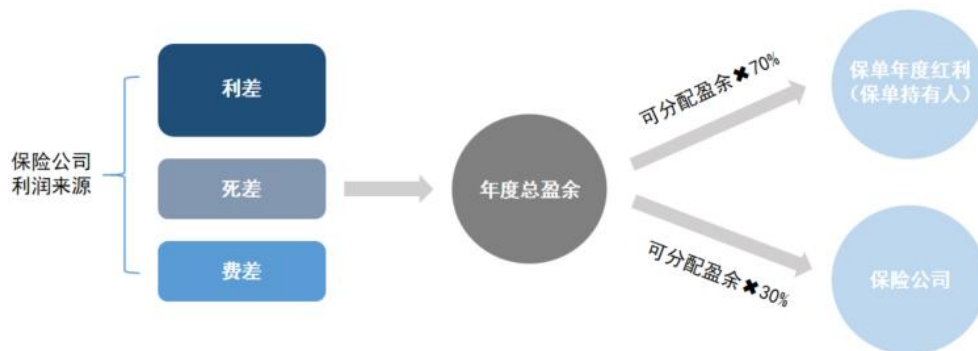 保险公司
利润来源
利差
死差
费差
年度总盈余
可分配盈余✖70%
可分配盈余✖30%
保单年度红利
（保单持有人）
保险公司